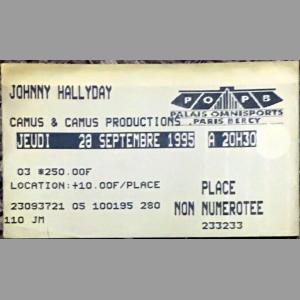 JOHNNY HALLYDAY
POPB
PALAIS OMNISPORTS
PARIS BERCY
CAMUS & CAMUS PRODUCTIONS
JEUDI 28 SEPTEMBRE 1995 A 20H30
03 *250.00F
LOCATION:+10.00F/PLACE
PLACE
23093721 05 100195 280
NON NUMEROTEE
110 JM
233233